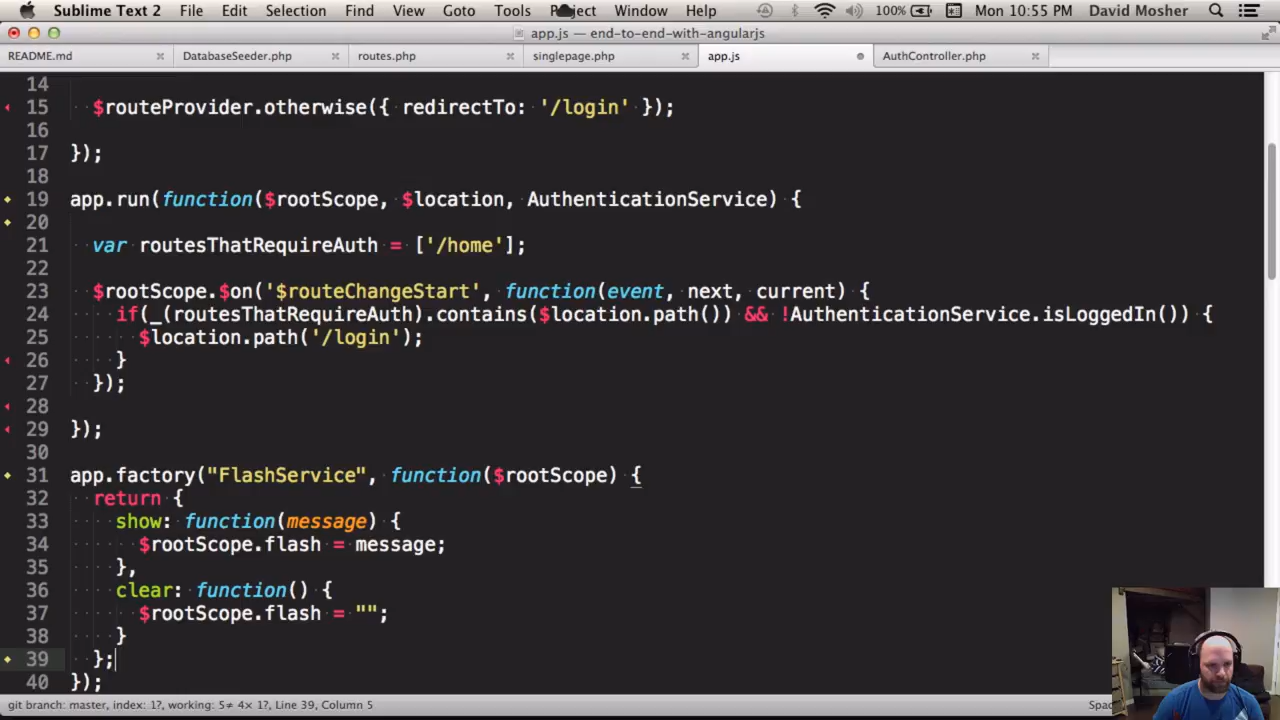 Sublime Text 2 File Edit Selection Find View Goto Tools Project Window Help 100% Mon 10:55 PM David Mosher
app.js — end-to-end-with-angularjs
README.md DatabaseSeeder.php routes.php singlepage.php app.js AuthController.php
14
15 $routeProvider.otherwise({ redirectTo: '/login' });
16
17 });
18
19 app.run(function($rootScope, $location, AuthenticationService) {
20
21 var routesThatRequireAuth = ['/home'];
22
23 $rootScope.$on('$routeChangeStart', function(event, next, current) {
24 if(_(routesThatRequireAuth).contains($location.path()) && !AuthenticationService.isLoggedIn()) {
25 $location.path('/login');
26 }
27 });
28
29 });
30
31 app.factory("FlashService", function($rootScope) {
32 return {
33 show: function(message) {
34 $rootScope.flash = message;
35 },
36 clear: function() {
37 $rootScope.flash = "";
38 }
39 };
40 });
git branch: master, index: 1?, working: 5≠ 4× 1?, Line 39, Column 5